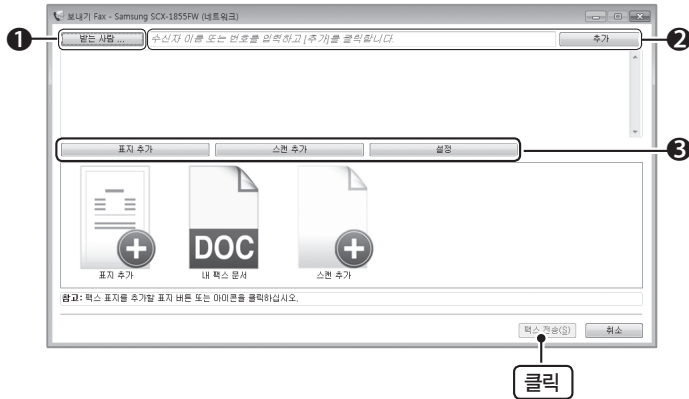 보내기 Fax - Samsung SCX-1855FW (네트워크)
1 받는 사람 ... 수신자 이름 또는 번호를 입력하고 [추가]를 클릭합니다. 추가 2
표지 추가 스캔 추가 설정 3
DOC
표지 추가 내 팩스 문서 스캔 추가
참고: 팩스 표지를 추가할 표지 버튼 또는 아이콘을 클릭하십시오.
팩스 전송(S) 취소
클릭